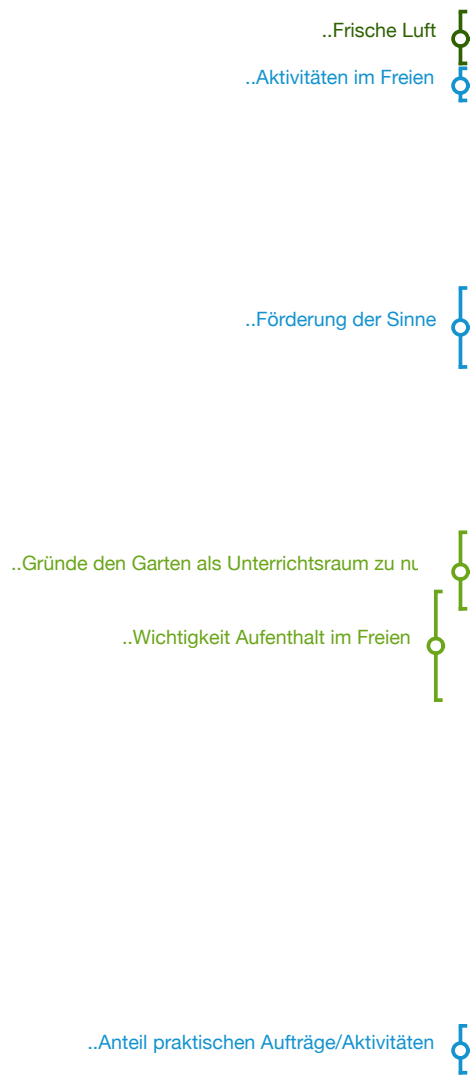 ..Frische Luft
..Aktivitäten im Freien
..Förderung der Sinne
..Gründe den Garten als Unterrichtsraum zu nu
..Wichtigkeit Aufenthalt im Freien
..Anteil praktischen Aufträge/Aktivitäten